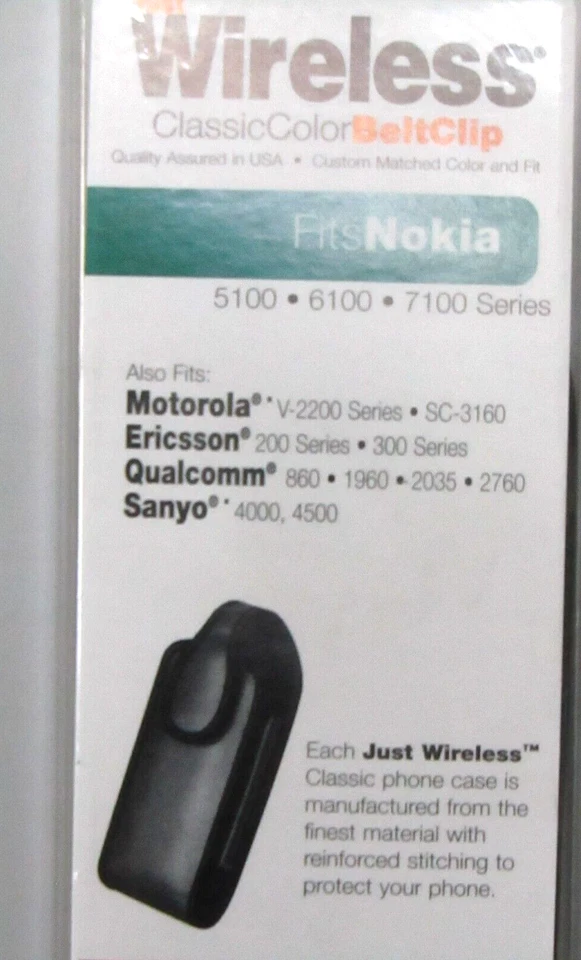 Wireless®
ClassicColorBeltClip
Quality Assured in USA • Custom Matched Color and Fit
FitsNokia
5100 • 6100 • 7100 Series
Also Fits:
Motorola®• V-2200 Series • SC-3160
Ericsson® 200 Series • 300 Series
Qualcomm® 860 • 1960 • 2035 • 2760
Sanyo®• 4000, 4500
Each Just Wireless™
Classic phone case is
manufactured from the
finest material with
reinforced stitching to
protect your phone.